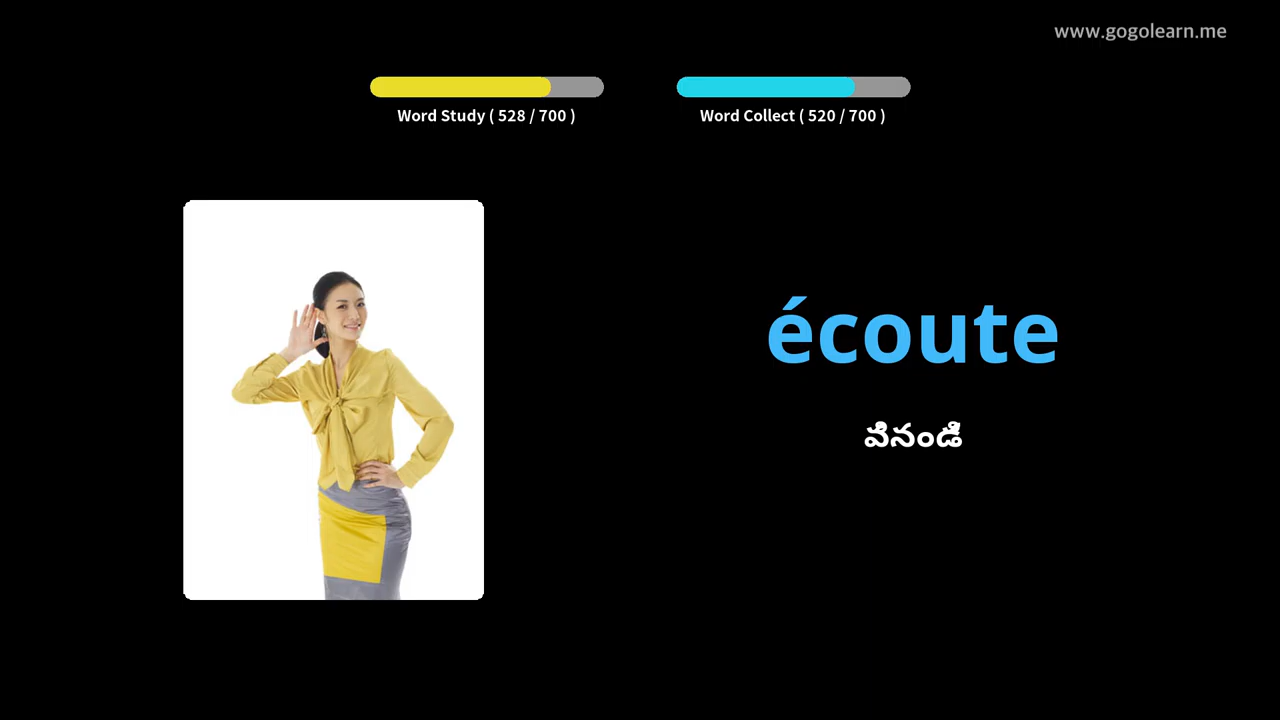 www.gogolearn.me
Word Study ( 528 / 700 )
Word Collect ( 520 / 700 )
écoute
వినండి